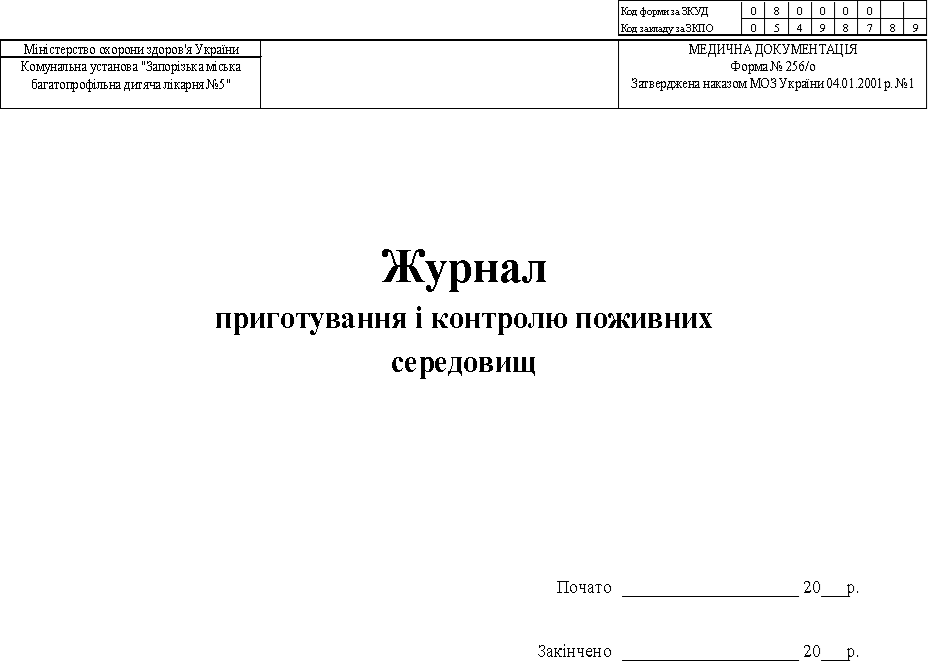 Код форми за ЗКУД 0 8 0 0 0 0
Код закладу за ЗКПО 0 5 4 9 8 7 8 9
Міністерство охорони здоров'я України
Комунальна установа "Запорізька міська
багатопрофільна дитяча лікарня №5"
МЕДИЧНА ДОКУМЕНТАЦІЯ
Форма № 256/о
Затверджена наказом МОЗ України 04.01.2001 р. №1
Журнал
приготування і контролю поживних
середовищ
Почато ____________________ 20___р.
Закінчено ____________________ 20___р.